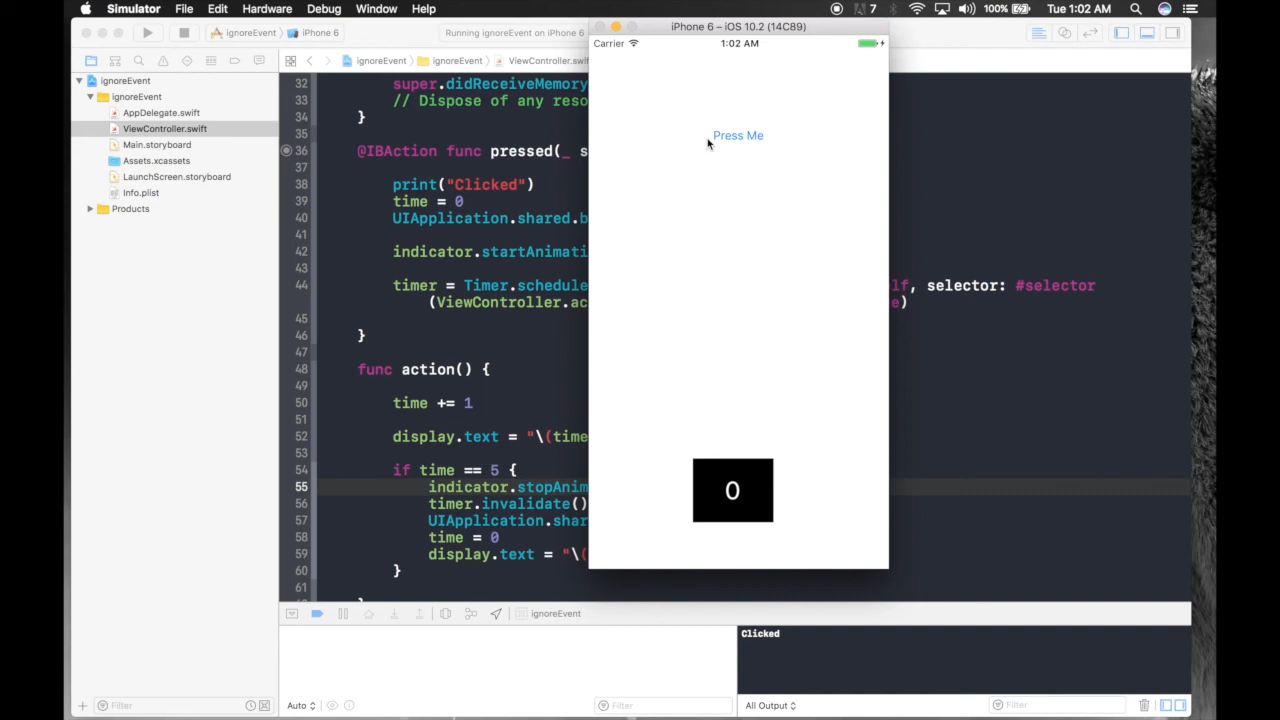 Simulator File Edit Hardware Debug Window Help 7 100% Tue 1:02 AM
ignoreEvent iPhone 6 Running ignoreEvent on iPhone 6
iPhone 6 – iOS 10.2 (14C89)
Carrier 1:02 AM
ignoreEvent ignoreEvent ViewController.swif
ignoreEvent
ignoreEvent
AppDelegate.swift
ViewController.swift
Main.storyboard
Assets.xcassets
LaunchScreen.storyboard
Info.plist
Products
32 super.didReceiveMemory
33 // Dispose of any reso
34 }
35
36 @IBAction func pressed(_ s
37
38 print("Clicked")
39 time = 0
40 UIApplication.shared.b
41
42 indicator.startAnimati
43
44 timer = Timer.schedule lf, selector: #selector
(ViewController.ac e)
45
46 }
47
48 func action() {
49
50 time += 1
51
52 display.text = "\(time
53
54 if time == 5 {
55 indicator.stopAnim
56 timer.invalidate()
57 UIApplication.shar
58 time = 0
59 display.text = "\(
60 }
61
Press Me
0
ignoreEvent
Clicked
Filter
Auto
Filter
All Output
Filter